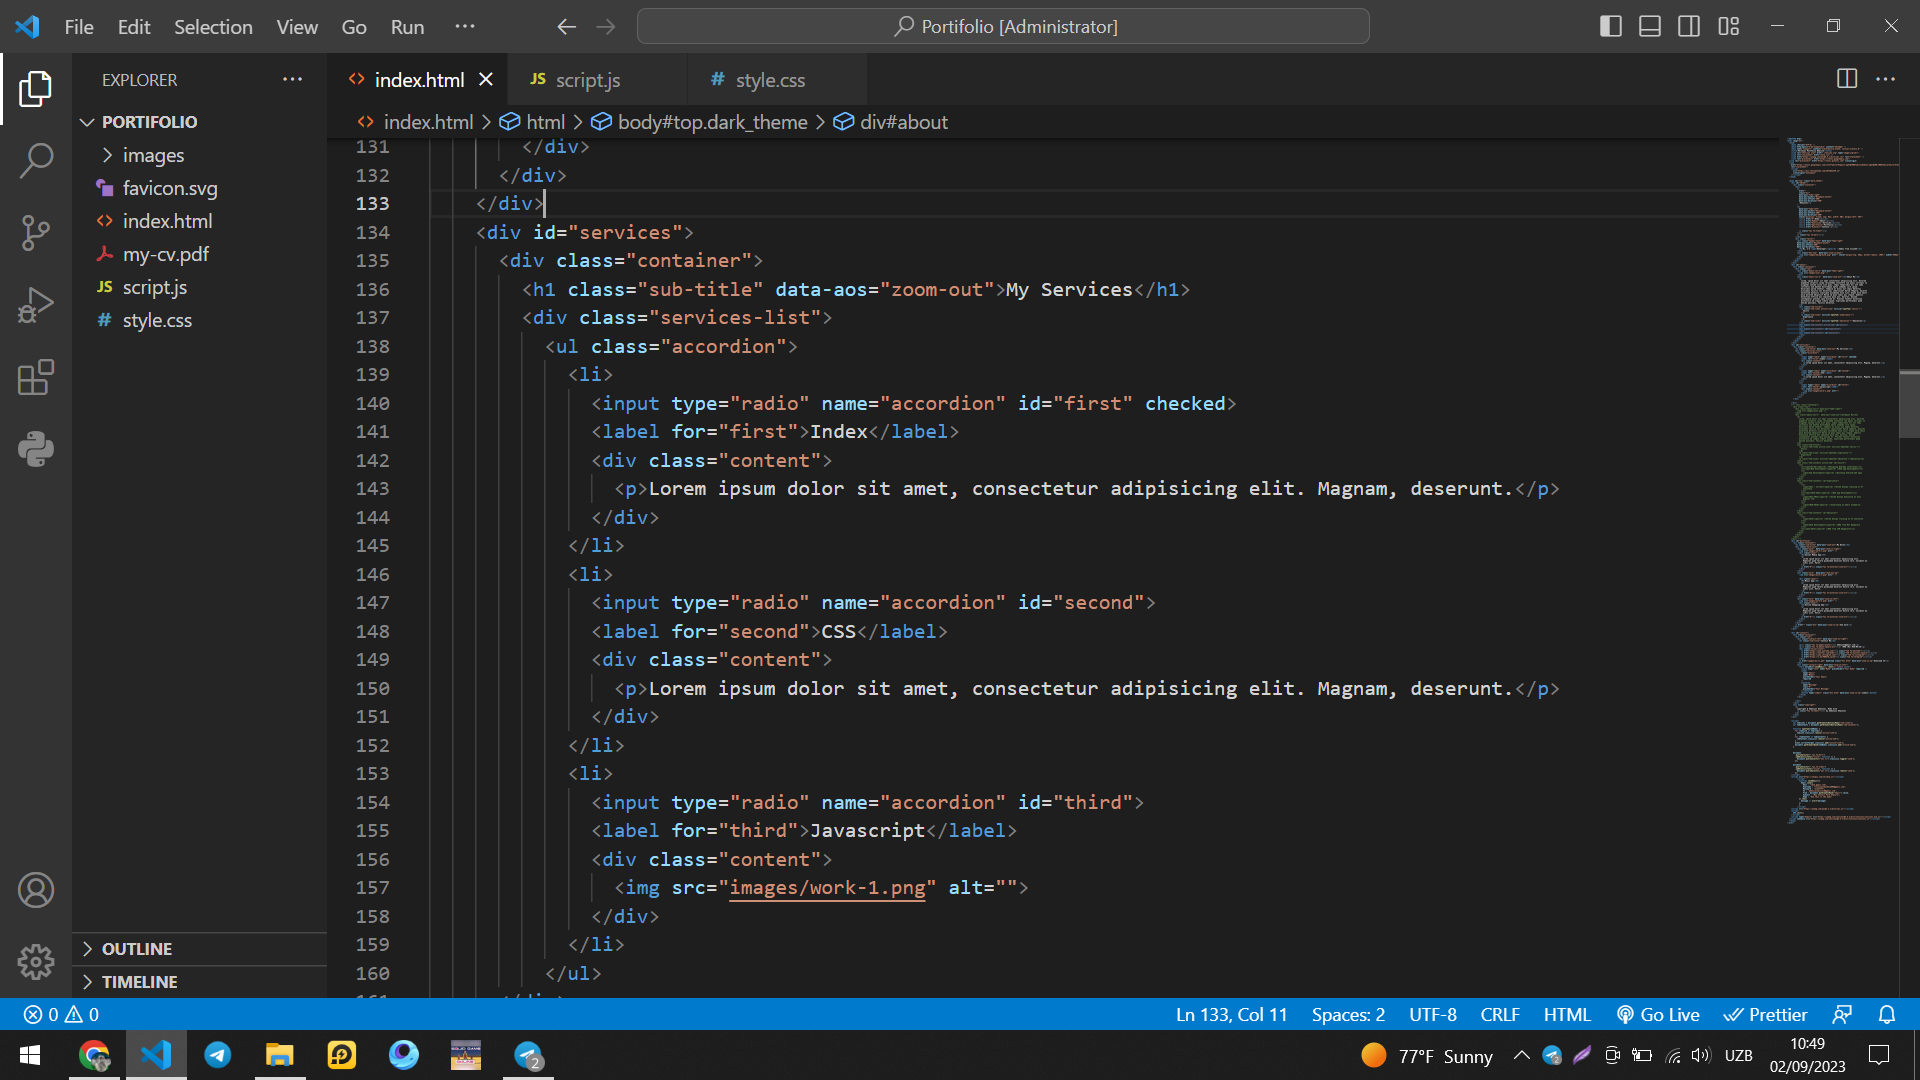 File Edit Selection View Go Run ···
Portifolio [Administrator]
EXPLORER
index.html
JS script.js
# style.css
PORTIFOLIO
images
favicon.svg
index.html
my-cv.pdf
JS script.js
# style.css
OUTLINE
TIMELINE
index.html > html > body#top.dark_theme > div#about
131 </div>
132 </div>
133 </div>
134 <div id="services">
135 <div class="container">
136 <h1 class="sub-title" data-aos="zoom-out">My Services</h1>
137 <div class="services-list">
138 <ul class="accordion">
139 <li>
140 <input type="radio" name="accordion" id="first" checked>
141 <label for="first">Index</label>
142 <div class="content">
143 <p>Lorem ipsum dolor sit amet, consectetur adipisicing elit. Magnam, deserunt.</p>
144 </div>
145 </li>
146 <li>
147 <input type="radio" name="accordion" id="second">
148 <label for="second">CSS</label>
149 <div class="content">
150 <p>Lorem ipsum dolor sit amet, consectetur adipisicing elit. Magnam, deserunt.</p>
151 </div>
152 </li>
153 <li>
154 <input type="radio" name="accordion" id="third">
155 <label for="third">Javascript</label>
156 <div class="content">
157 <img src="images/work-1.png" alt="">
158 </div>
159 </li>
160 </ul>
0 0
Ln 133, Col 11 Spaces: 2 UTF-8 CRLF HTML Go Live Prettier
2
77°F Sunny
UZB
10:49
02/09/2023